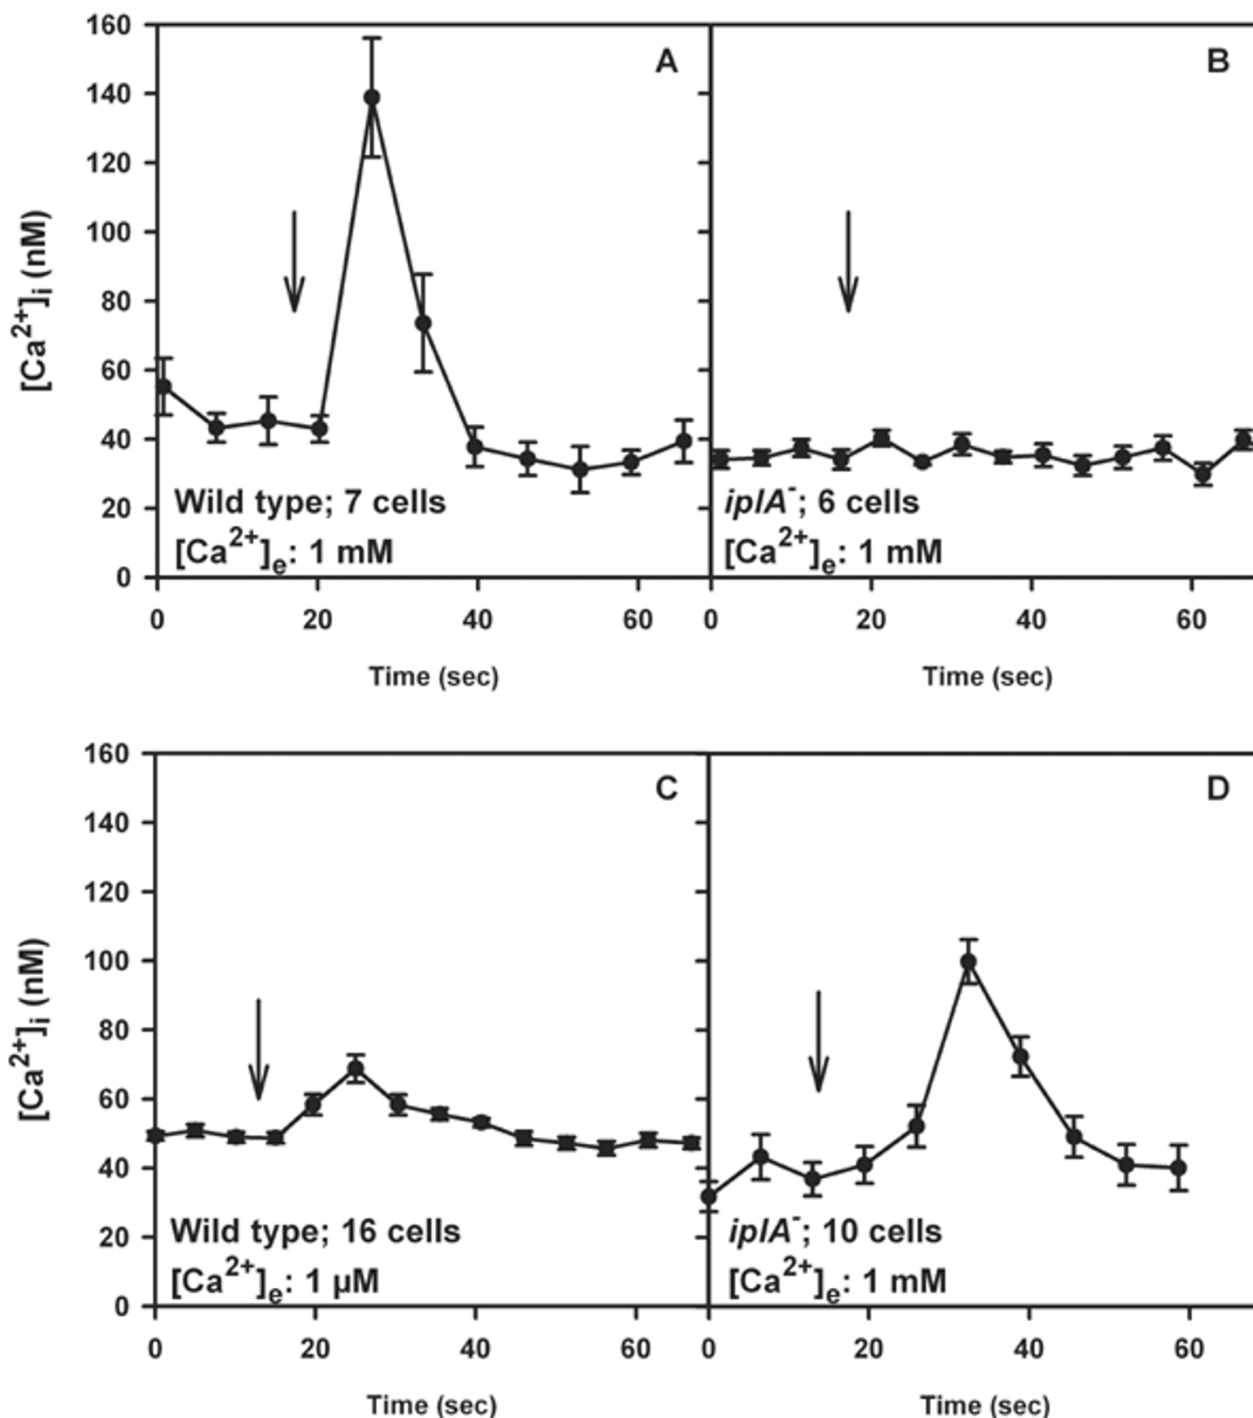 160
140
120
100
80
60
40
20
0
[Ca²⁺]ᵢ (nM)
A
Wild type; 7 cells
[Ca²⁺]ₑ: 1 mM
0 20 40 60
Time (sec)
B
iplA⁻; 6 cells
[Ca²⁺]ₑ: 1 mM
0 20 40 60
Time (sec)
160
140
120
100
80
60
40
20
0
[Ca²⁺]ᵢ (nM)
C
Wild type; 16 cells
[Ca²⁺]ₑ: 1 µM
0 20 40 60
Time (sec)
D
iplA⁻; 10 cells
[Ca²⁺]ₑ: 1 mM
0 20 40 60
Time (sec)